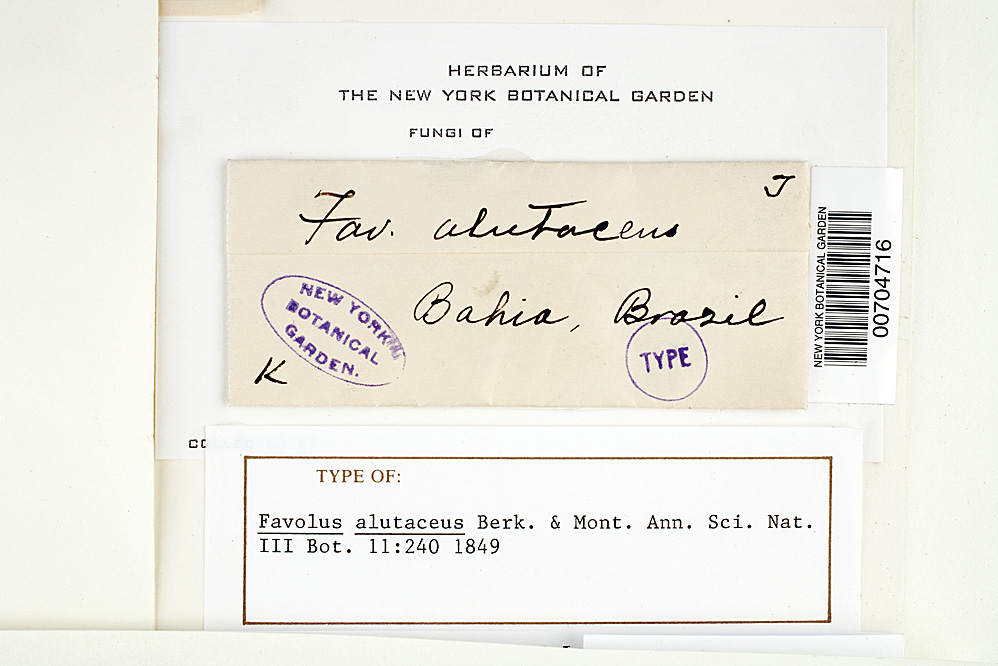 HERBARIUM OF
THE NEW YORK BOTANICAL GARDEN
FUNGI OF
J
Fav. alutaceus
Bahia, Brazil
NEW YORK
BOTANICAL
GARDEN.
TYPE
K
NEW YORK BOTANICAL GARDEN
00704716
TYPE OF:
Favolus alutaceus Berk. & Mont. Ann. Sci. Nat.
III Bot. 11:240 1849